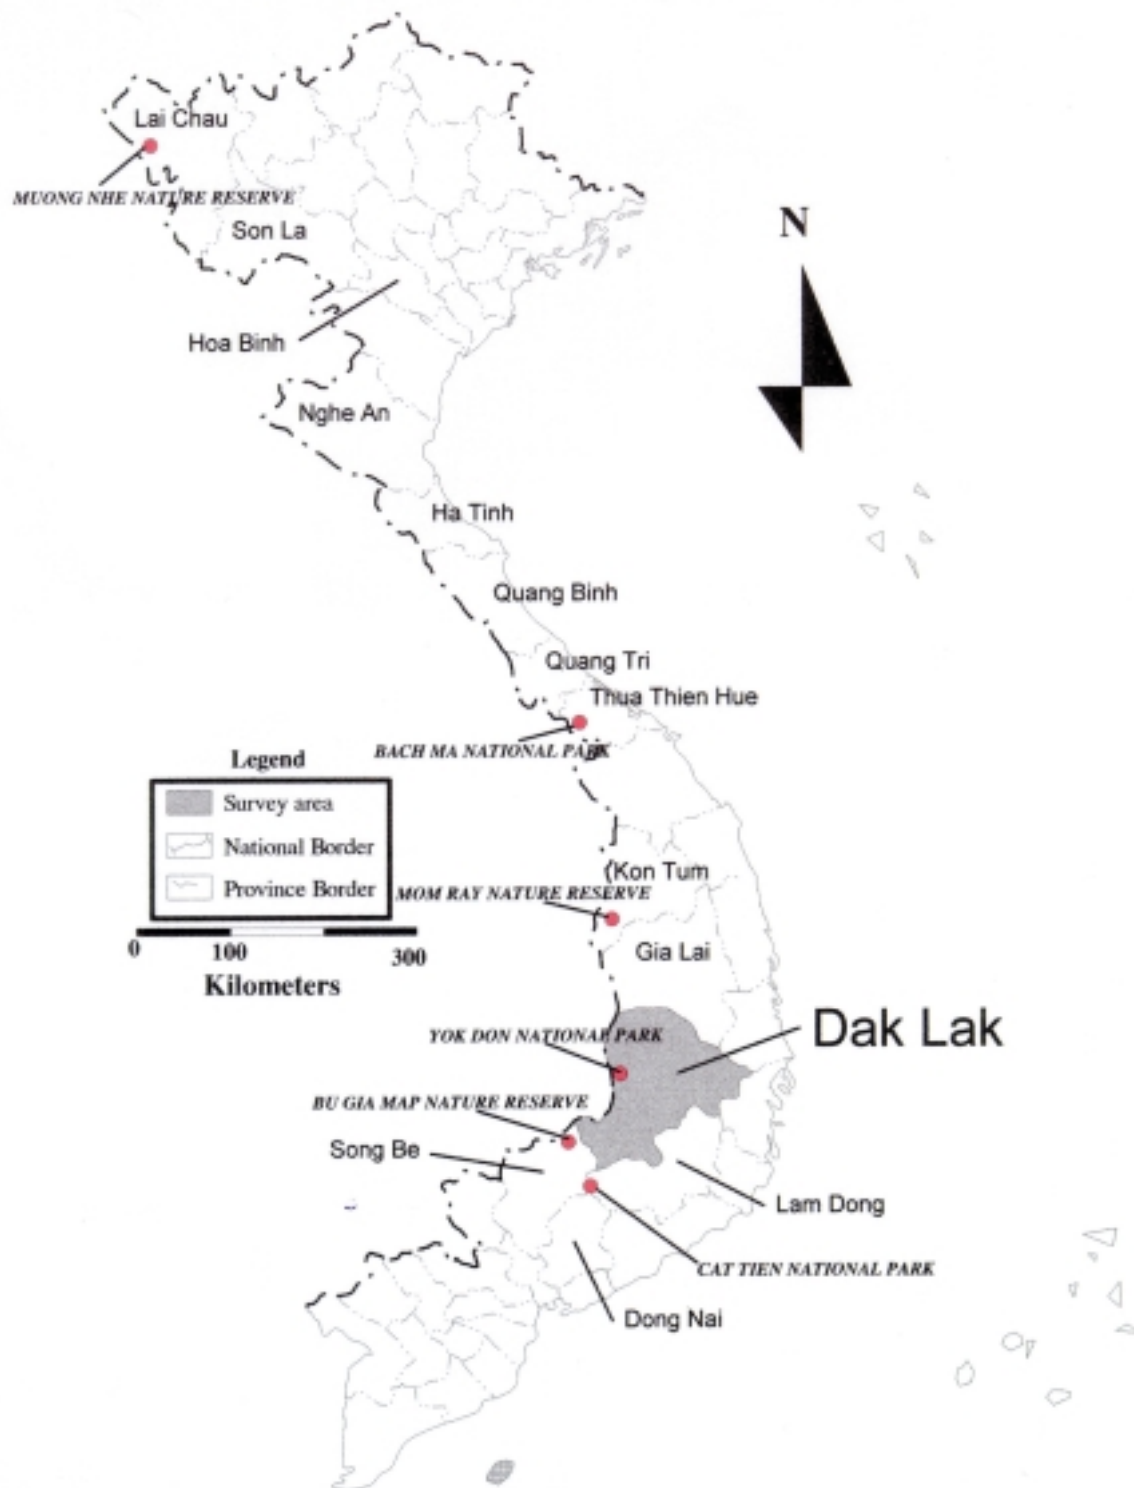 Lai Chau
MUONG NHE NATURE RESERVE
Son La
N
Hoa Binh
Nghe An
Ha Tinh
Quang Binh
Quang Tri
Thua Thien Hue
BACH MA NATIONAL PARK
Legend
Survey area
National Border
Province Border
0 100 300
Kilometers
Kon Tum
MOM RAY NATURE RESERVE
Gia Lai
Dak Lak
YOK DON NATIONAL PARK
BU GIA MAP NATURE RESERVE
Song Be
Lam Dong
CAT TIEN NATIONAL PARK
Dong Nai